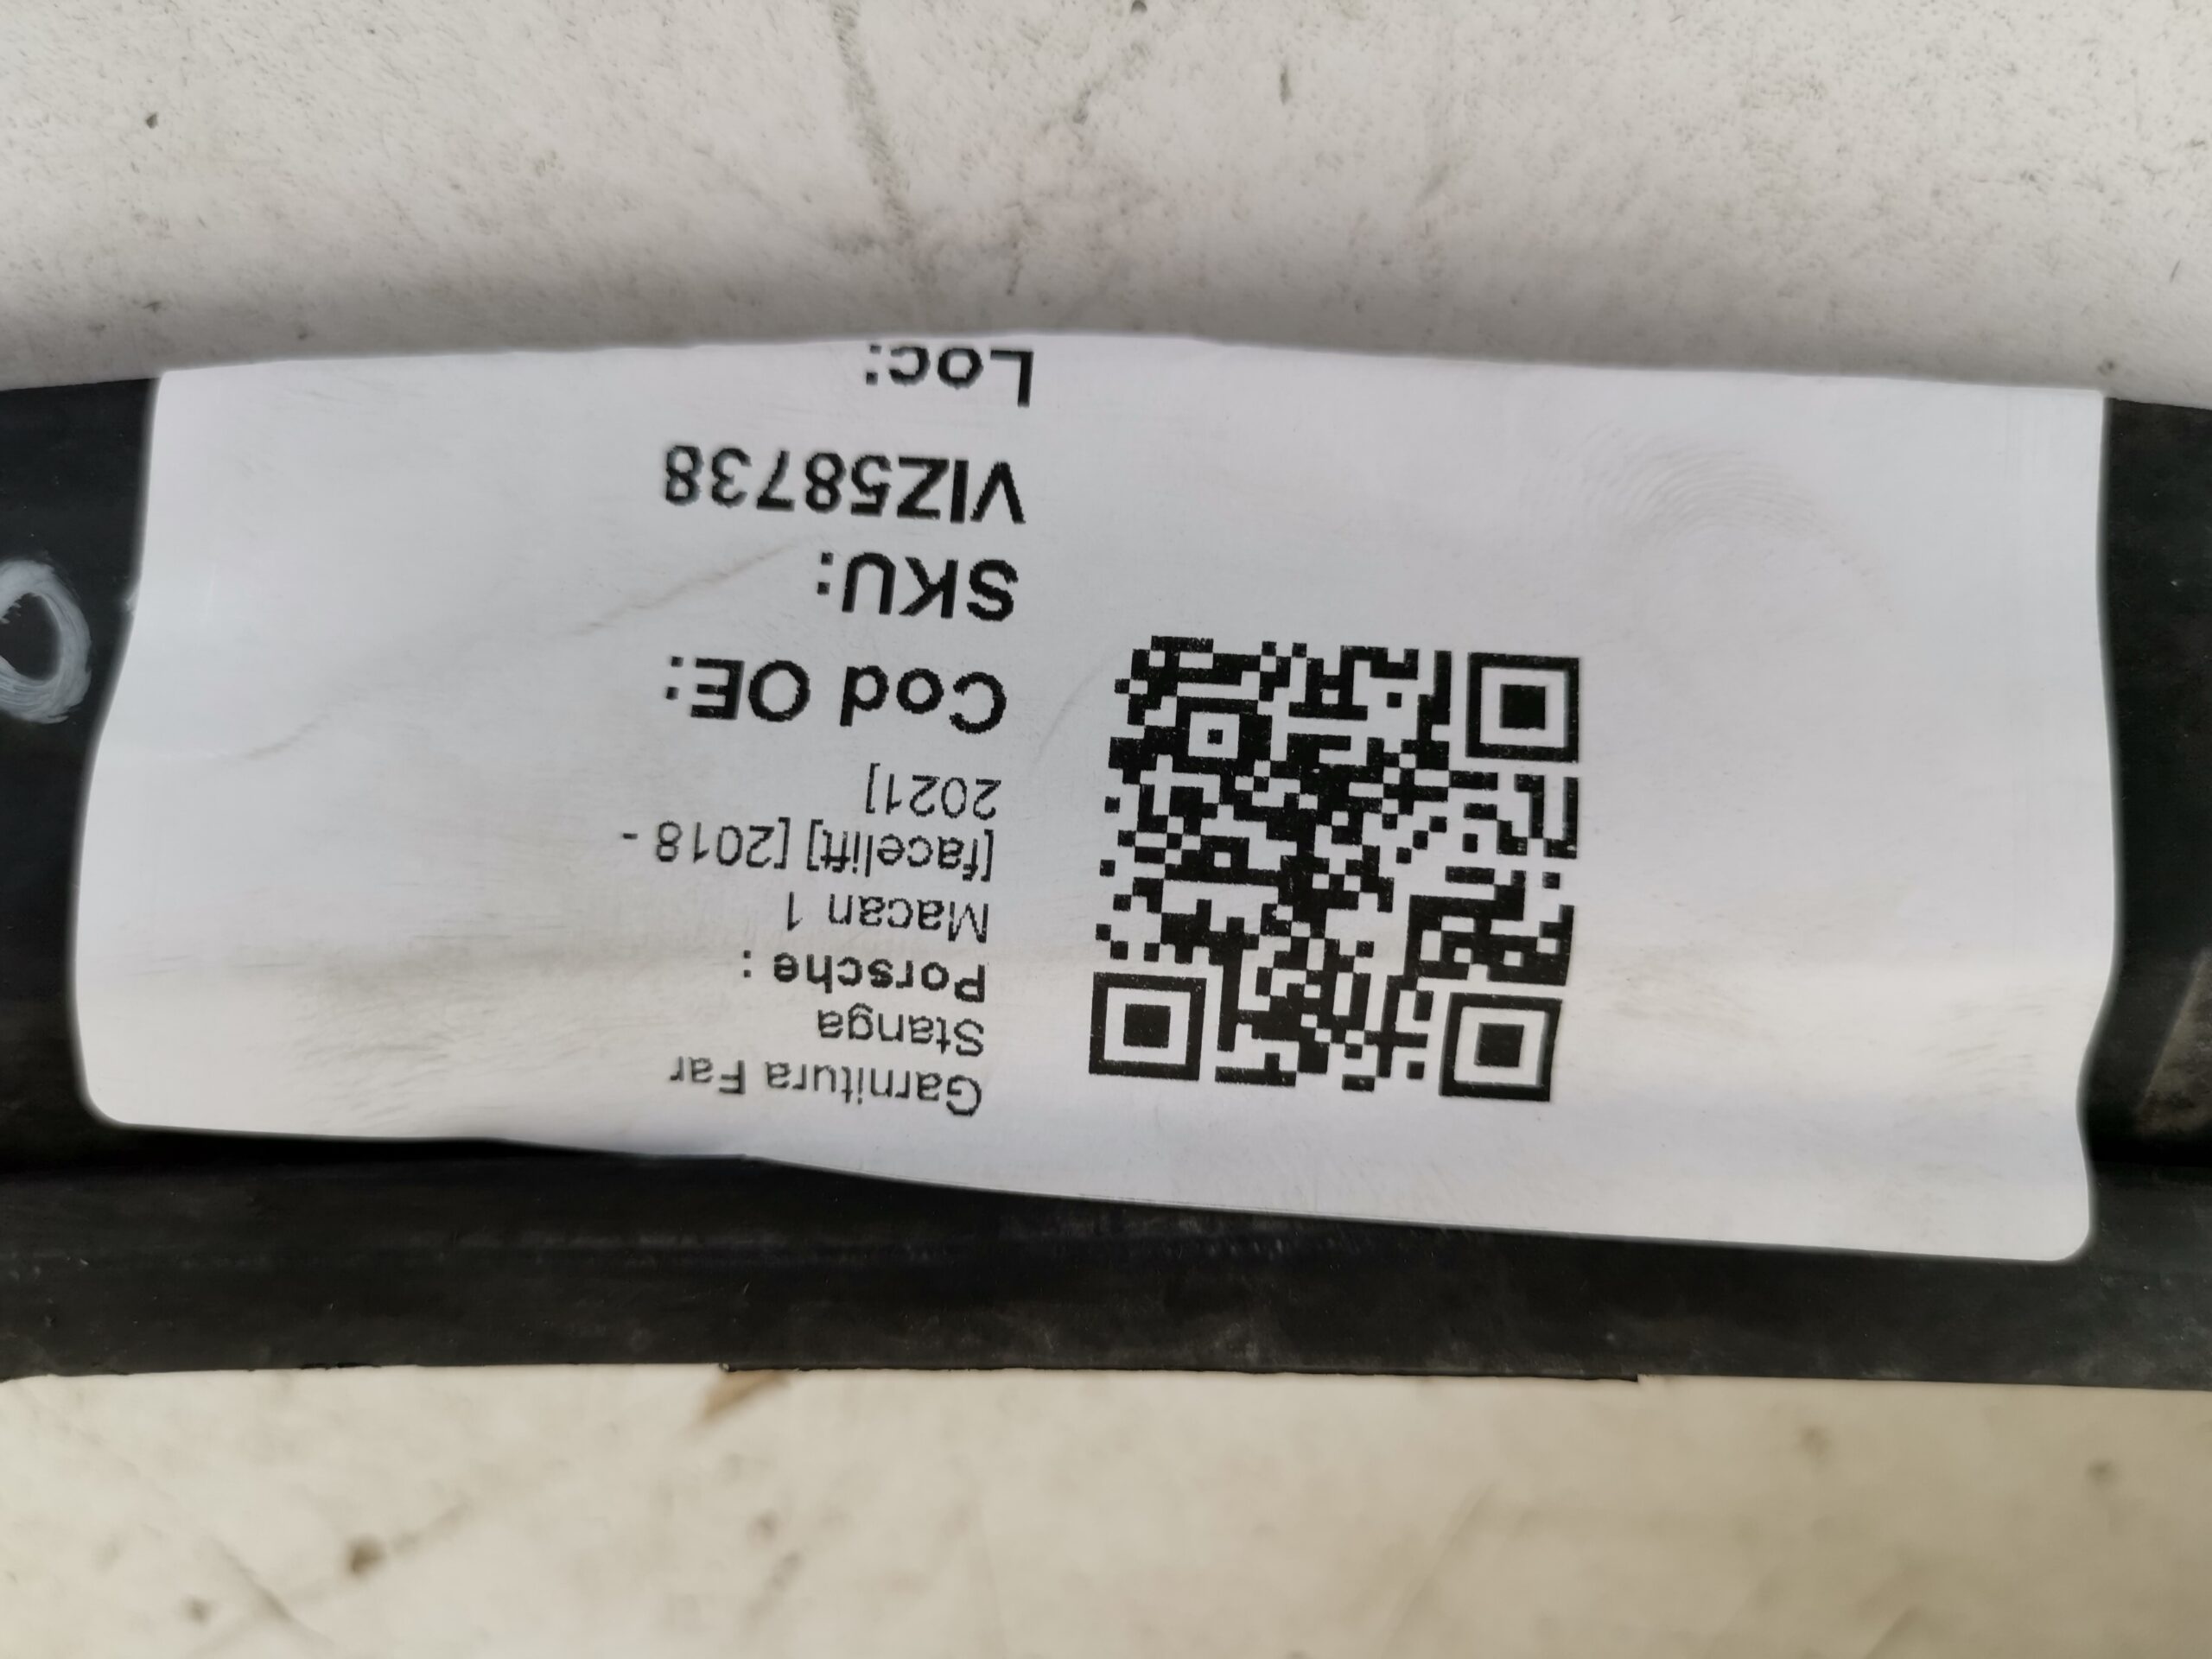 Garnitura Far
Stanga
Porsche :
Macan 1
[facelift] [2018 -
2021]
Cod OE:
SKU:
VIZ58738
Loc: